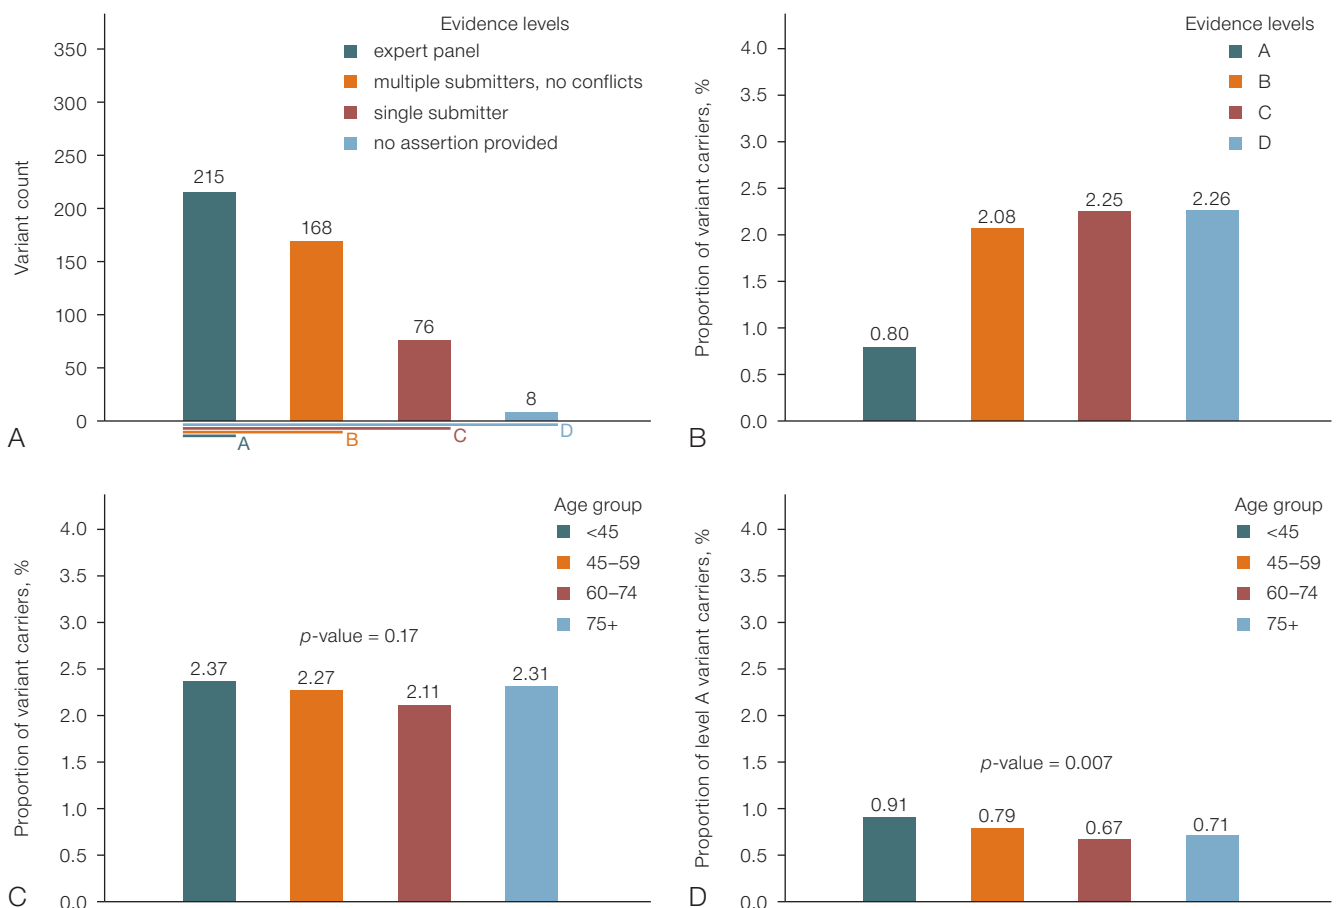 Evidence levels
expert panel
multiple submitters, no conflicts
single submitter
no assertion provided
Variant count
350
300
250
200
150
100
50
0
215
168
76
8
A
B
C
D
A
Evidence levels
A
B
C
D
Proportion of variant carriers, %
4.0
3.5
3.0
2.5
2.0
1.5
1.0
0.5
0.0
0.80
2.08
2.25
2.26
B
Age group
<45
45–59
60–74
75+
Proportion of variant carriers, %
4.0
3.5
3.0
2.5
2.0
1.5
1.0
0.5
0.0
p-value = 0.17
2.37
2.27
2.11
2.31
C
Age group
<45
45–59
60–74
75+
Proportion of level A variant carriers, %
4.0
3.5
3.0
2.5
2.0
1.5
1.0
0.5
0.0
p-value = 0.007
0.91
0.79
0.67
0.71
D